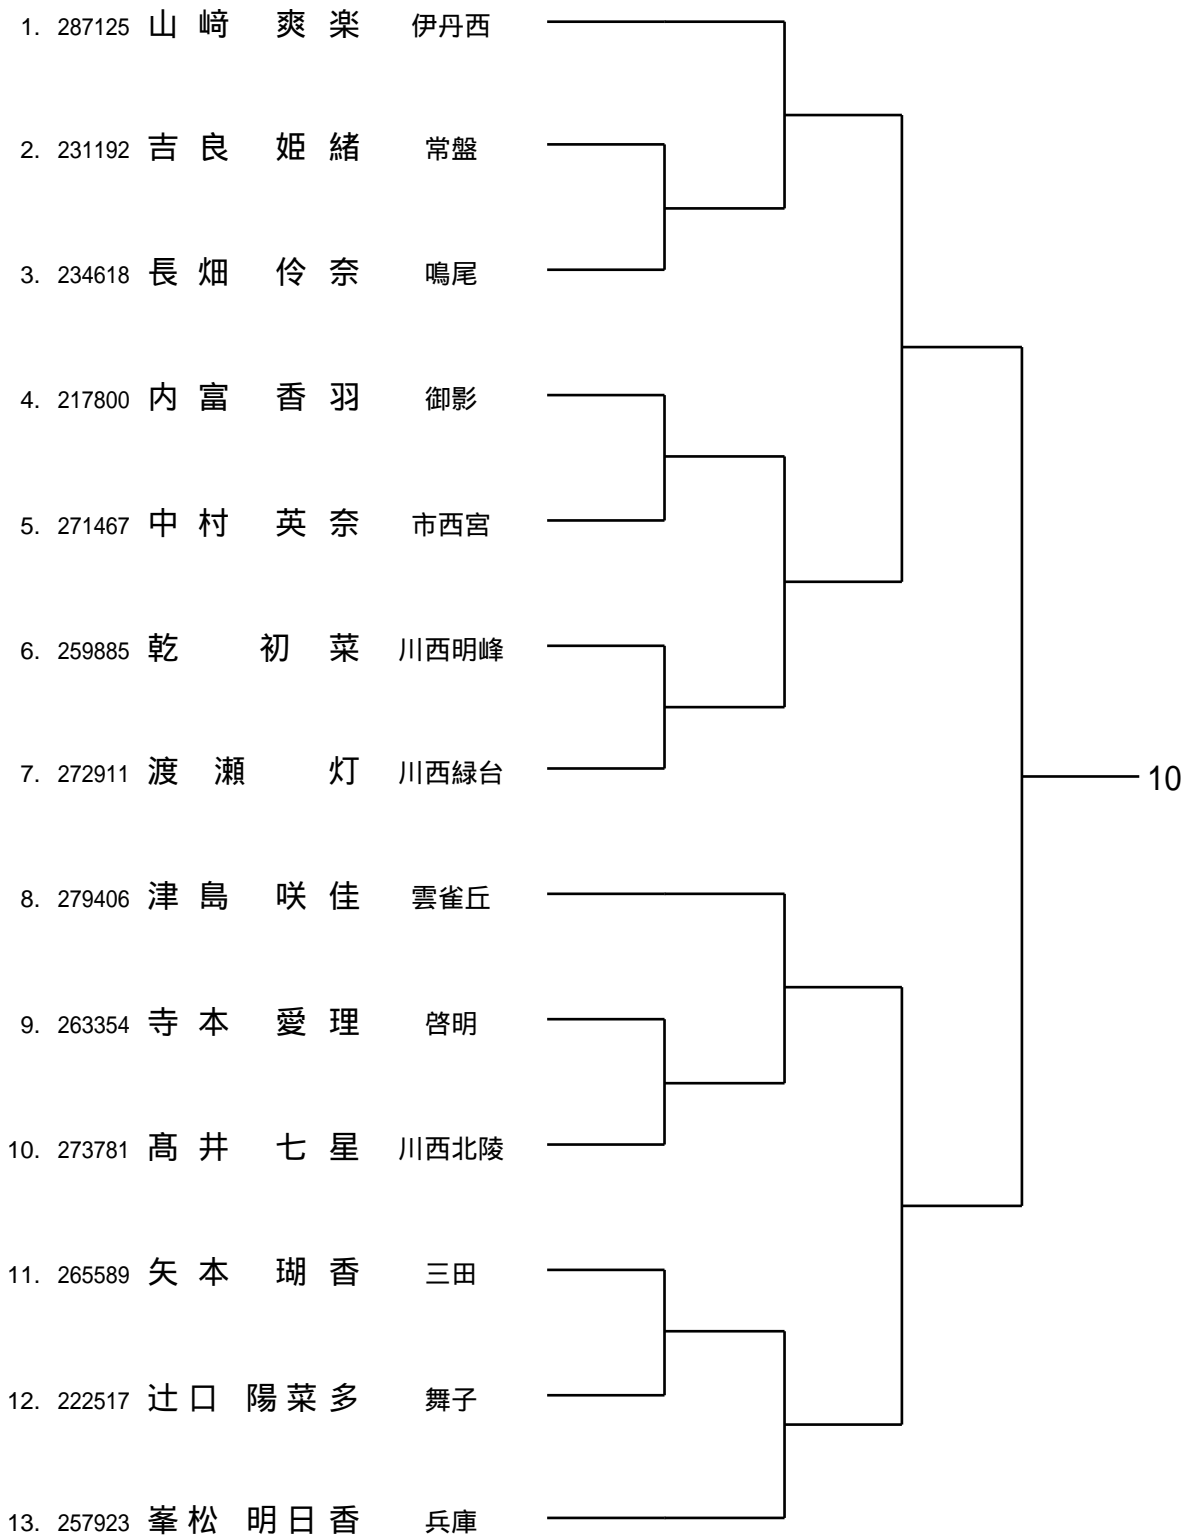 1. 287125 山﨑 爽楽 伊丹西
2. 231192 吉良 姫緒 常盤
3. 234618 長畑 伶奈 鳴尾
4. 217800 内富 香羽 御影
5. 271467 中村 英奈 市西宮
6. 259885 乾 初菜 川西明峰
7. 272911 渡瀬 灯 川西緑台
10
8. 279406 津島 咲佳 雲雀丘
9. 263354 寺本 愛理 啓明
10. 273781 髙井 七星 川西北陵
11. 265589 矢本 瑚香 三田
12. 222517 辻口 陽菜多 舞子
13. 257923 峯松 明日香 兵庫